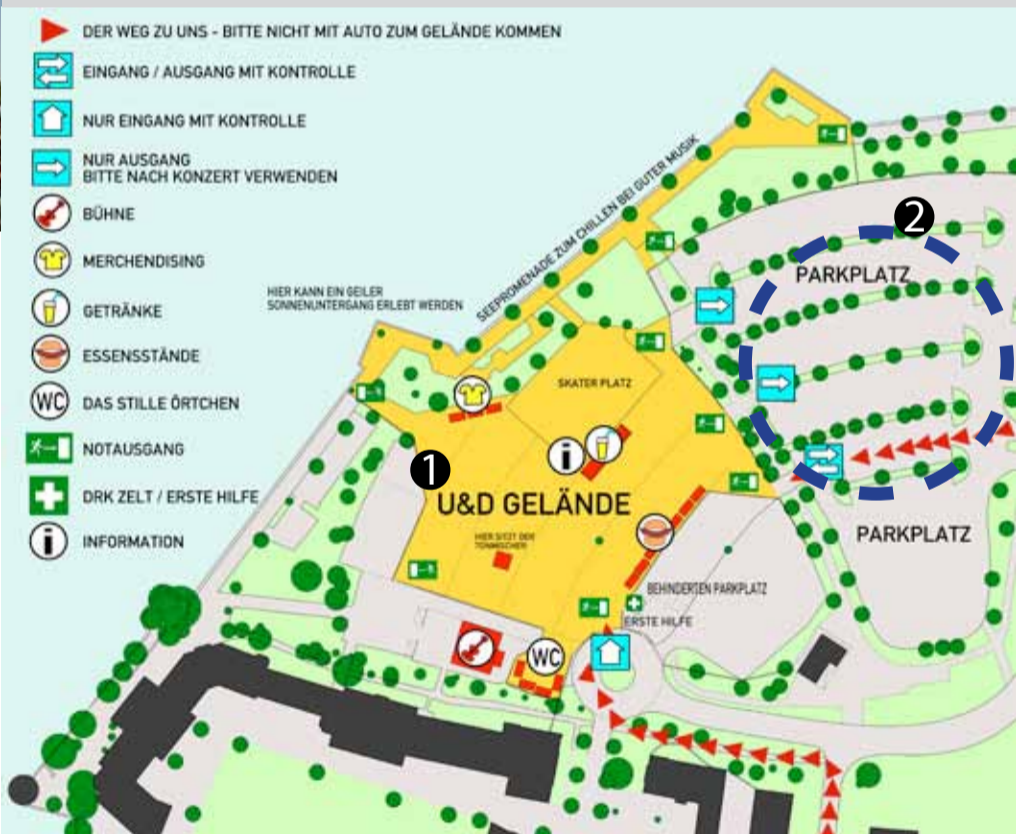 DER WEG ZU UNS - BITTE NICHT MIT AUTO ZUM GELÄNDE KOMMEN
EINGANG / AUSGANG MIT KONTROLLE
NUR EINGANG MIT KONTROLLE
NUR AUSGANG
BITTE NACH KONZERT VERWENDEN
BÜHNE
MERCHENDISING
GETRÄNKE
ESSENSSTÄNDE
WC
DAS STILLE ÖRTCHEN
NOTAUSGANG
DRK ZELT / ERSTE HILFE
i
INFORMATION
SEEPROMENADE ZUM CHILLEN BEI GUTER MUSIK
HIER KANN EIN GEILER
SONNENUNTERGANG ERLEBT WERDEN
2
PARKPLATZ
SKATER PLATZ
i
1
U&D GELÄNDE
HIER SITZT DER
TONMISCHER
PARKPLATZ
BEHINDERTEN PARKPLATZ
ERSTE HILFE
WC